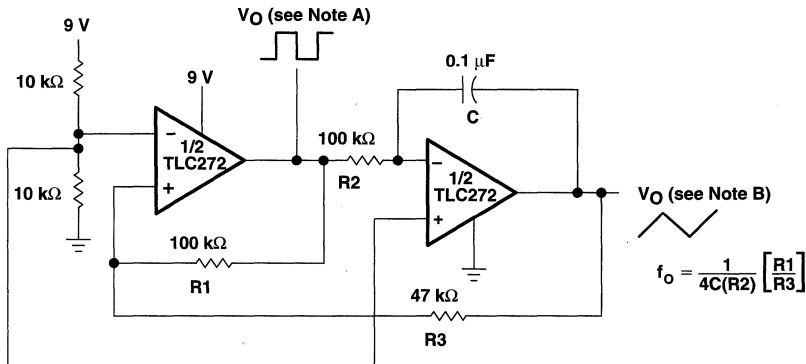 9 V
V_O (see Note A)
10 kΩ
9 V
0.1 μF
C
−
1/2
TLC272
+
100 kΩ
R2
−
1/2
TLC272
+
10 kΩ
V_O (see Note B)
100 kΩ
R1
f_O = 1/4C(R2) [R1/R3]
47 kΩ
R3